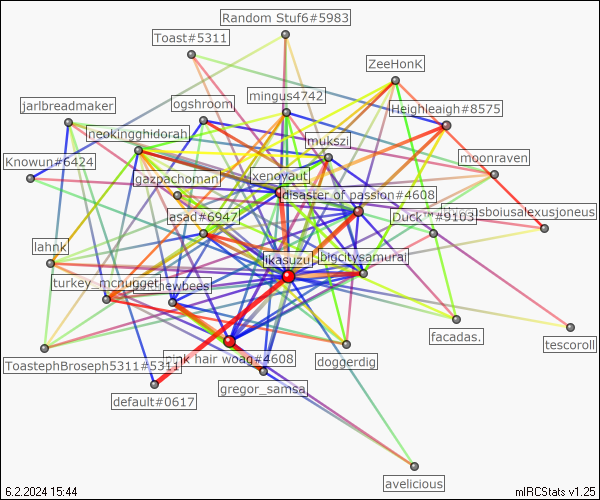 Random Stuf6#5983
Toast#5311
ZeeHonK
mingus4742
jarlbreadmaker
ogshroom
Heighleaigh#8575
neokingghidorah
mukszi
Knowun#6424
moonraven
gazpachoman
xenoyaut
disaster of passion#4608
asad#6947
Duck™#9103
sboiusalexusjoneus
lahnk
likasuzu
bigcitysamurai
turkey_mcnugget
newbees
facadas.
tescoroll
ToastephBroseph5311#5311
pink hair woag#4608
doggerdig
default#0617
gregor_samsa
avelicious
6.2.2024 15:44
mIRCStats v1.25